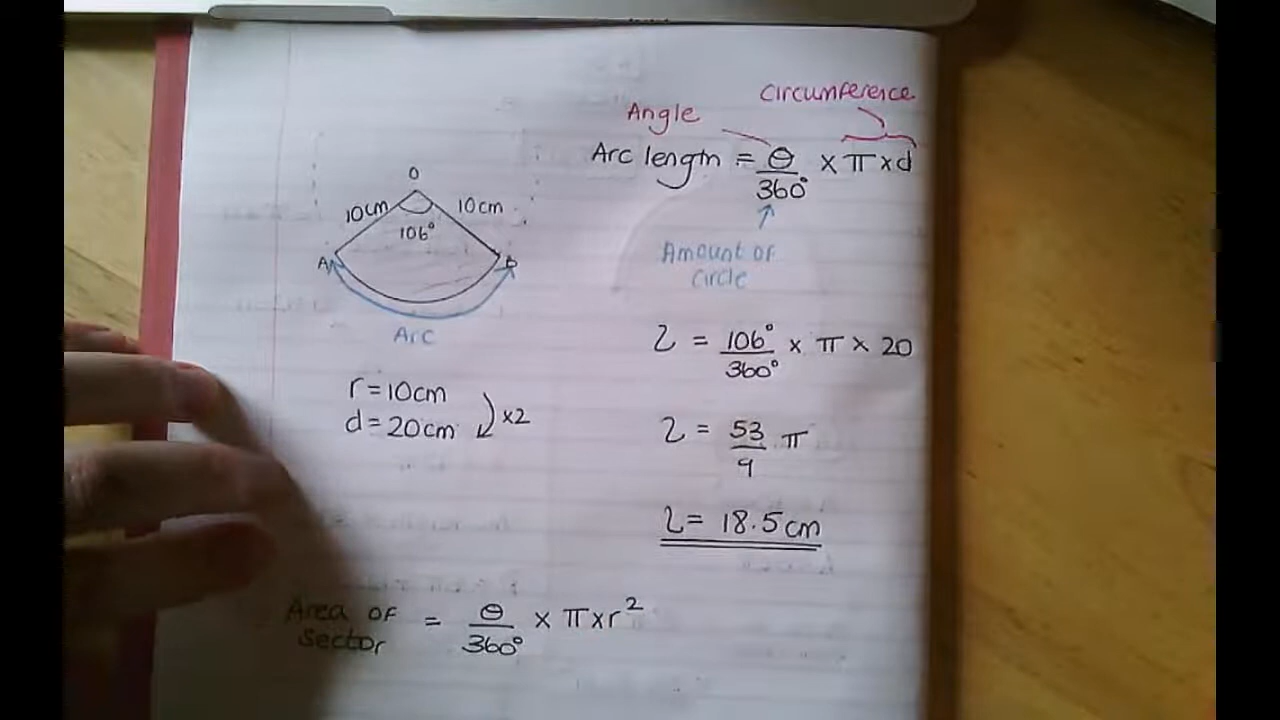 Circumference
Angle
Arc length = θ/360° × π × d
Amount of
circle
O
10cm 10cm
106°
A B
Arc
r = 10cm
d = 20cm ×2
l = 106°/360° × π × 20
l = 53/9 π
l = 18.5cm
Area of
sector = θ/360° × π × r²